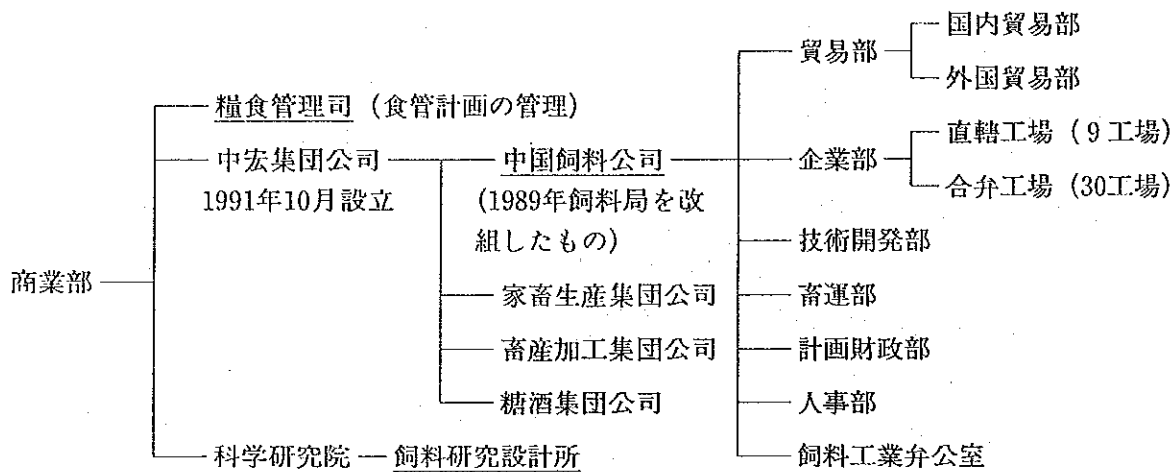 国内貿易部
貿易部
外国貿易部
糧食管理司 (食管計画の管理)
直轄工場 (9工場)
中宏集団公司
中国飼料公司
企業部
1991年10月設立
(1989年飼料局を改
合弁工場 (30工場)
組したもの)
技術開発部
商業部
家畜生産集団公司
畜運部
畜産加工集団公司
計画財政部
糖酒集団公司
人事部
科学研究院
飼料研究設計所
飼料工業弁公室